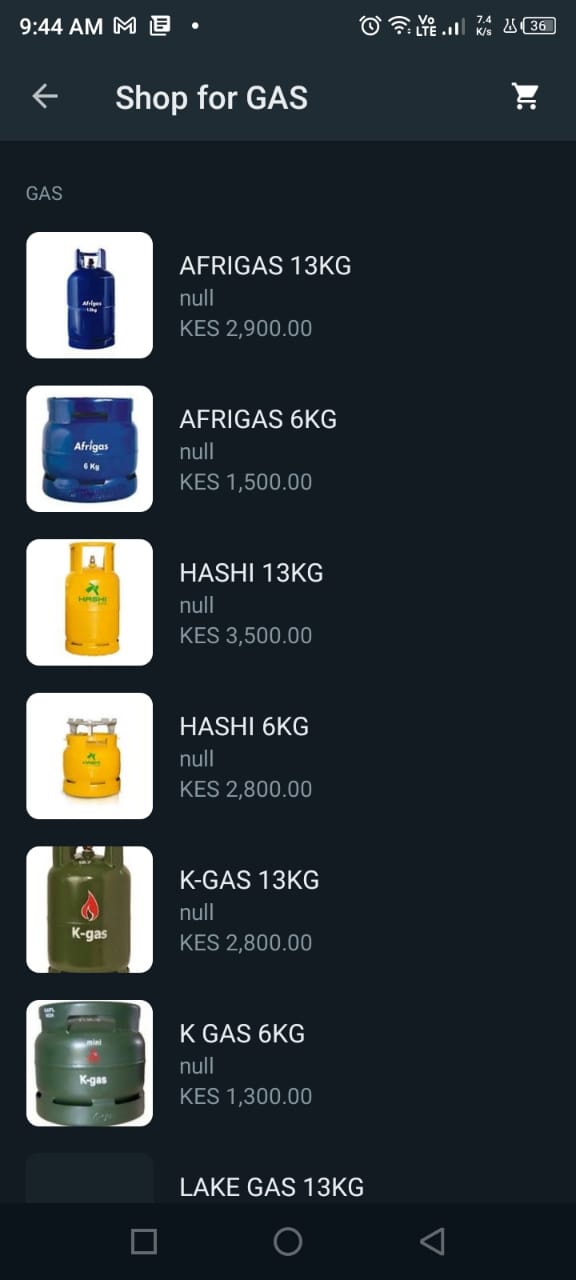 9:44 AM
Vo LTE
7.4 K/s
36
Shop for GAS
GAS
Afrigas
13kg
AFRIGAS 13KG
null
KES 2,900.00
Afrigas
6 Kg
AFRIGAS 6KG
null
KES 1,500.00
HASHI
HASHI 13KG
null
KES 3,500.00
HASHI
HASHI 6KG
null
KES 2,800.00
K-gas
K-GAS 13KG
null
KES 2,800.00
mini
K-gas
K GAS 6KG
null
KES 1,300.00
LAKE GAS 13KG